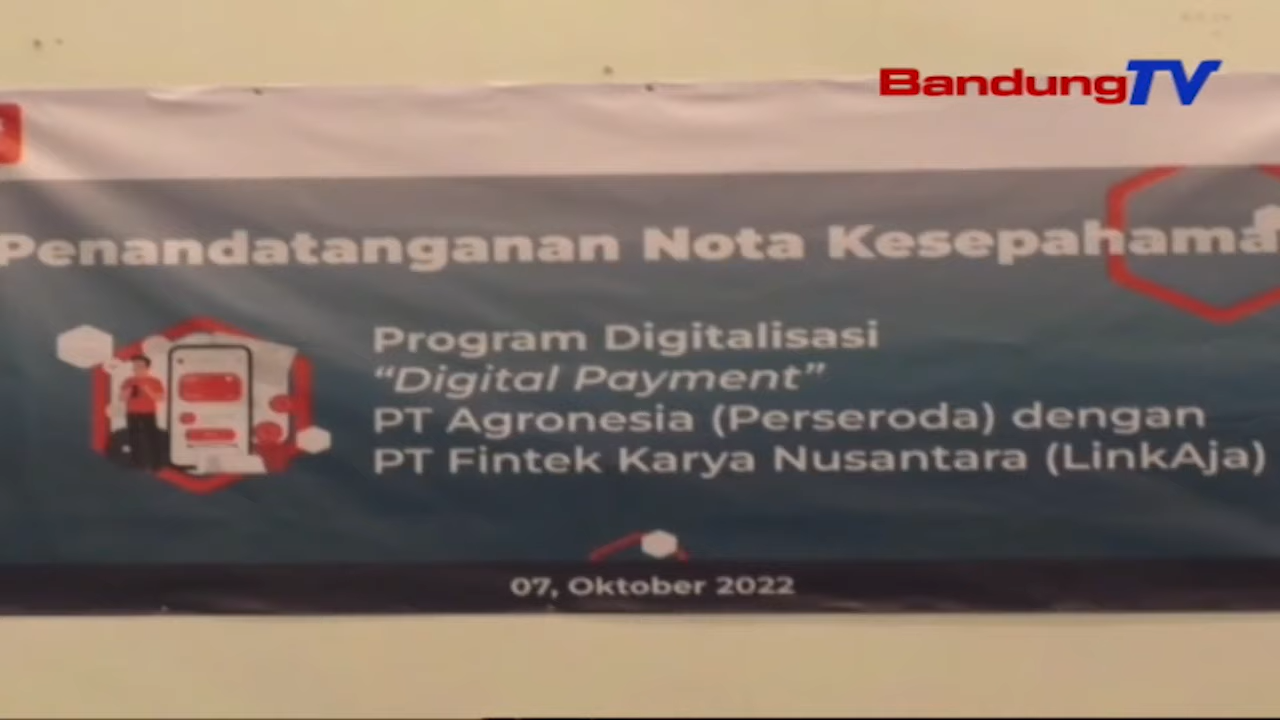 BandungTV
Penandatanganan Nota Kesepahama
Program Digitalisasi
“Digital Payment”
PT Agronesia (Perseroda) dengan
PT Fintek Karya Nusantara (LinkAja)
07, Oktober 2022